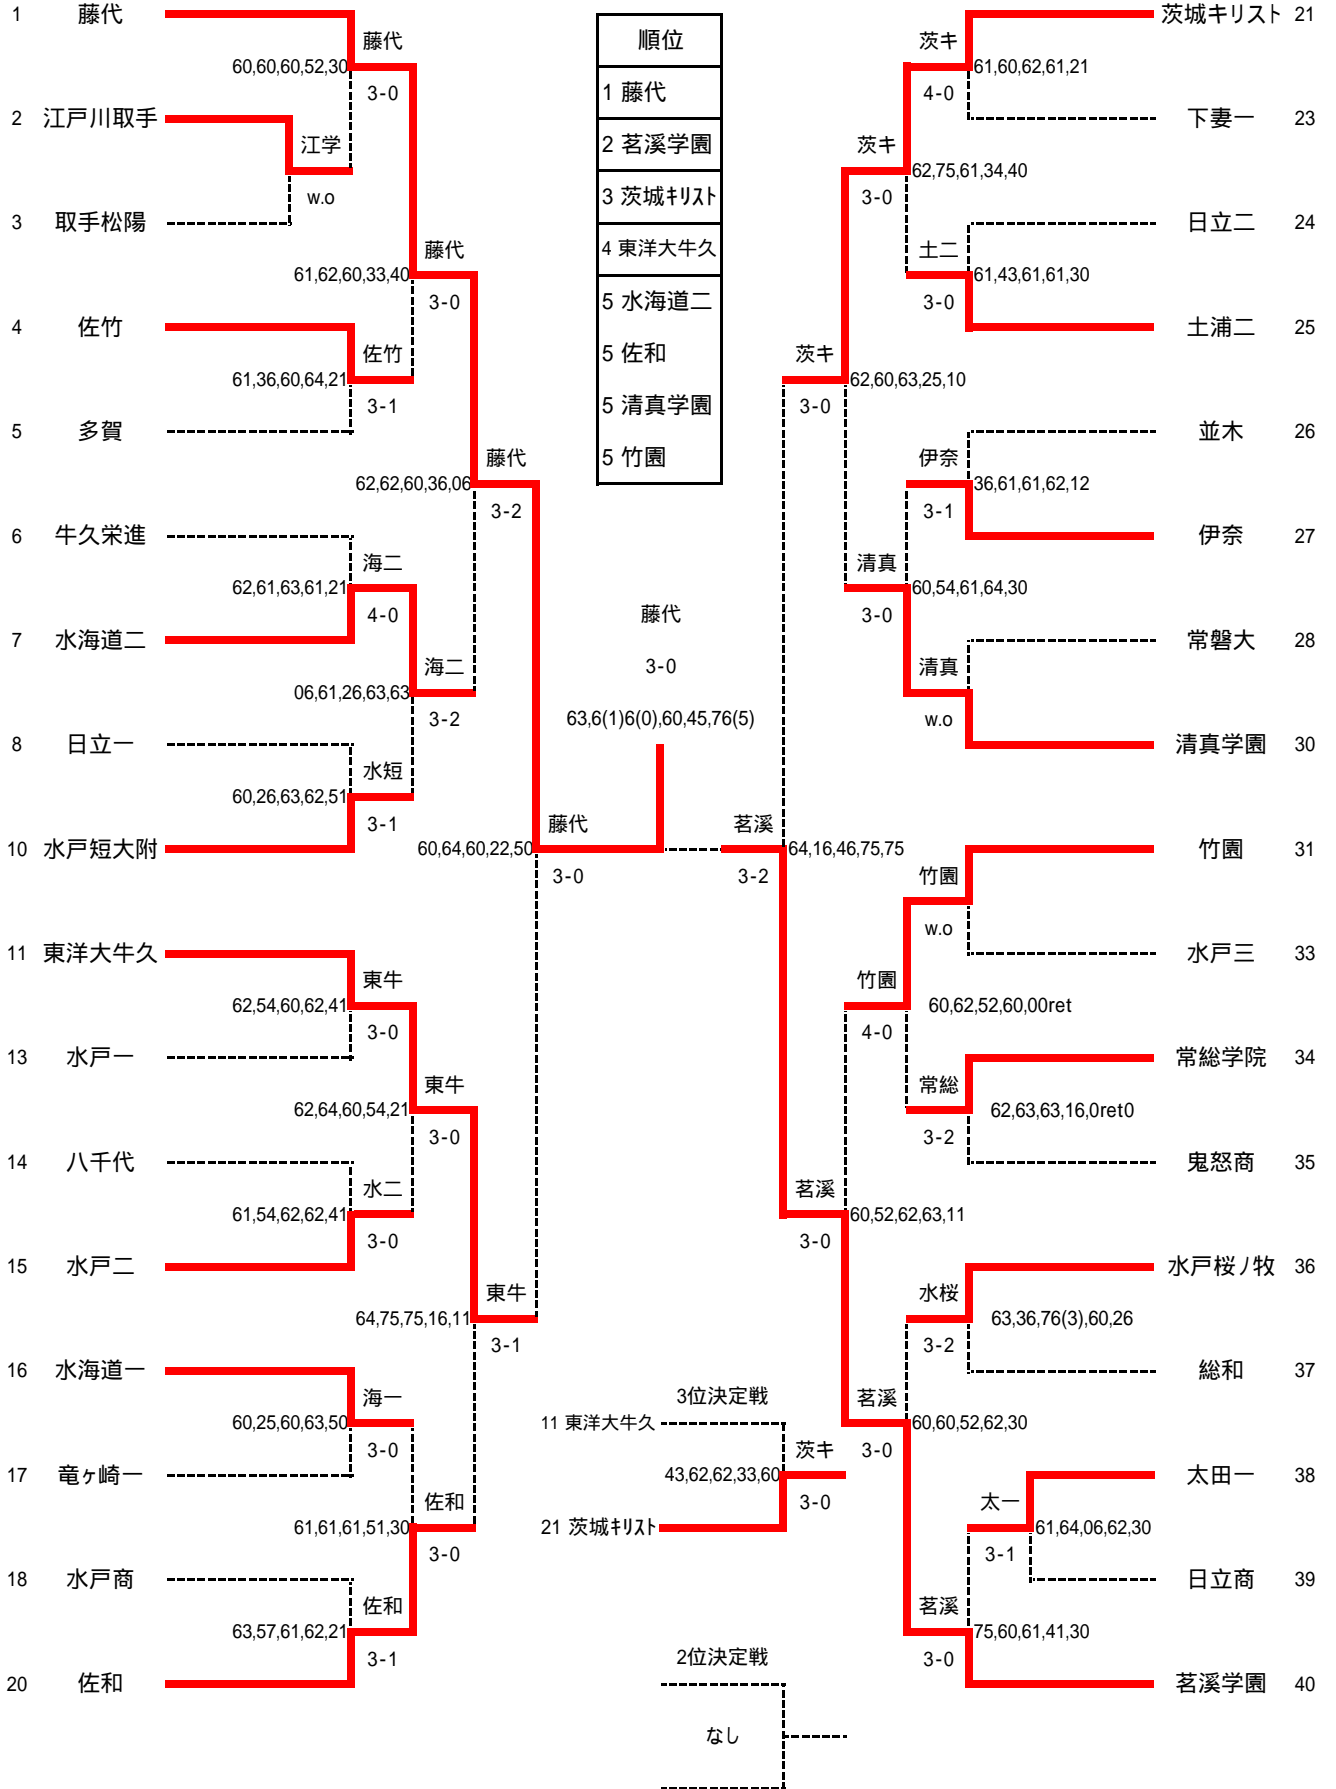 1 藤代
藤代
60,60,60,52,30
3-0
2 江戸川取手
江学
w.o
3 取手松陽
藤代
61,62,60,33,40
3-0
4 佐竹
佐竹
61,36,60,64,21
3-1
5 多賀
藤代
62,62,60,36,06
3-2
6 牛久栄進
海二
62,61,63,61,21
4-0
7 水海道二
海二
06,61,26,63,63
3-2
8 日立一
水短
60,26,63,62,51
3-1
10 水戸短大附
藤代
60,64,60,22,50
3-0
11 東洋大牛久
東牛
62,54,60,62,41
3-0
13 水戸一
東牛
62,64,60,54,21
3-0
14 八千代
水二
61,54,62,62,41
3-0
15 水戸二
東牛
64,75,75,16,11
3-1
16 水海道一
海一
60,25,60,63,50
3-0
17 竜ヶ崎一
佐和
61,61,61,51,30
3-0
18 水戸商
佐和
63,57,61,62,21
3-1
20 佐和
順位
1 藤代
2 茗溪学園
3 茨城キリスト
4 東洋大牛久
5 水海道二
5 佐和
5 清真学園
5 竹園
藤代
3-0
63,6(1)6(0),60,45,76(5)
3位決定戦
11 東洋大牛久
茨キ
43,62,62,33,60
3-0
21 茨城キリスト
2位決定戦
なし
茨城キリスト 21
茨キ
61,60,62,61,21
4-0
下妻一 23
茨キ
62,75,61,34,40
3-0
日立二 24
土二
61,43,61,61,30
3-0
土浦二 25
茨キ
62,60,63,25,10
3-0
並木 26
伊奈
36,61,61,62,12
3-1
伊奈 27
清真
60,54,61,64,30
3-0
常磐大 28
清真
w.o
清真学園 30
茗溪
64,16,46,75,75
3-2
竹園 31
竹園
w.o
水戸三 33
竹園
60,62,52,60,00ret
4-0
常総学院 34
常総
62,63,63,16,0ret0
3-2
鬼怒商 35
茗溪
60,52,62,63,11
3-0
水戸桜ノ牧 36
水桜
63,36,76(3),60,26
3-2
総和 37
茗溪
60,60,52,62,30
3-0
太田一 38
太一
61,64,06,62,30
3-1
日立商 39
茗溪
75,60,61,41,30
3-0
茗溪学園 40